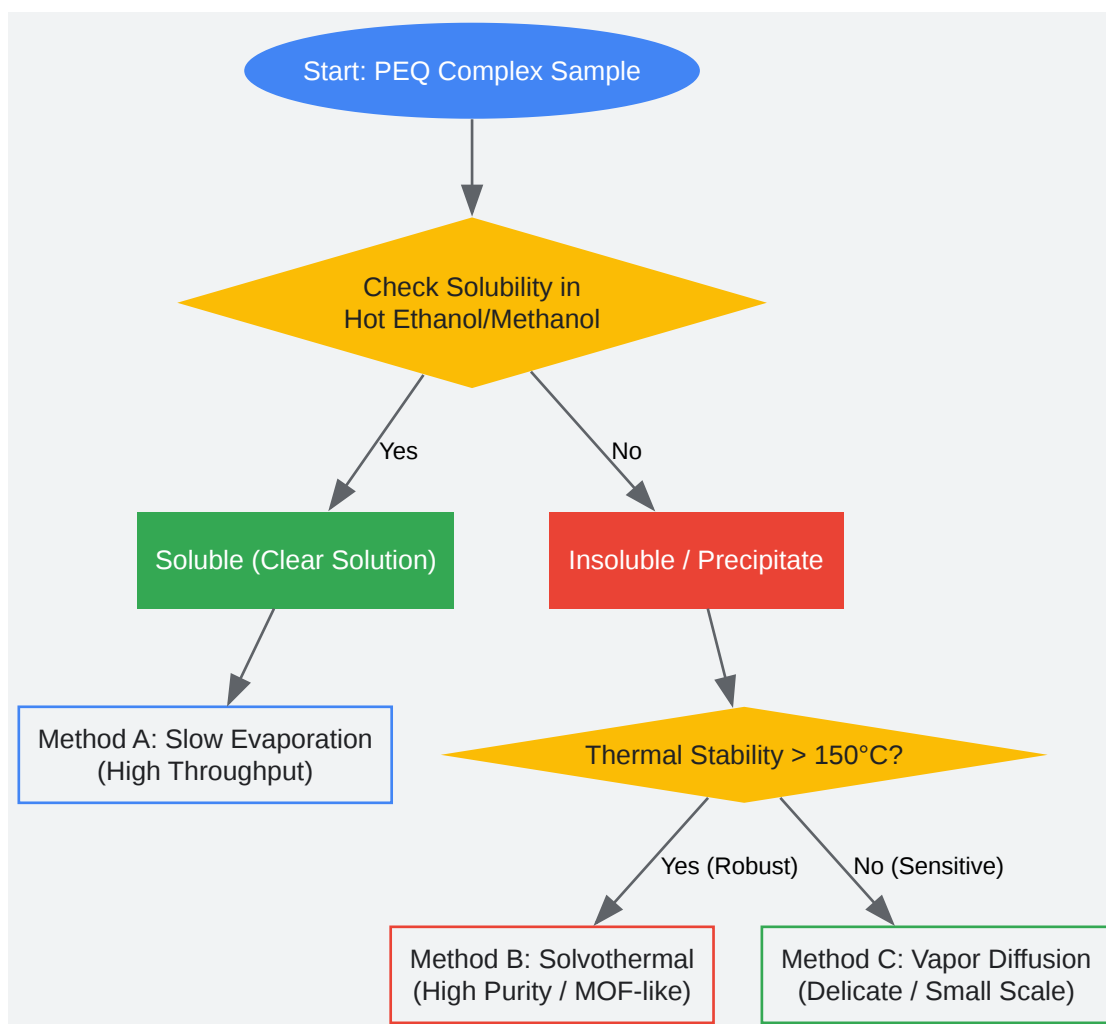 Start: PEQ Complex Sample
Check Solubility in
Hot Ethanol/Methanol
Yes
No
Soluble (Clear Solution)
Insoluble / Precipitate
Method A: Slow Evaporation
(High Throughput)
Thermal Stability > 150°C?
Yes (Robust)
No (Sensitive)
Method B: Solvothermal
(High Purity / MOF-like)
Method C: Vapor Diffusion
(Delicate / Small Scale)